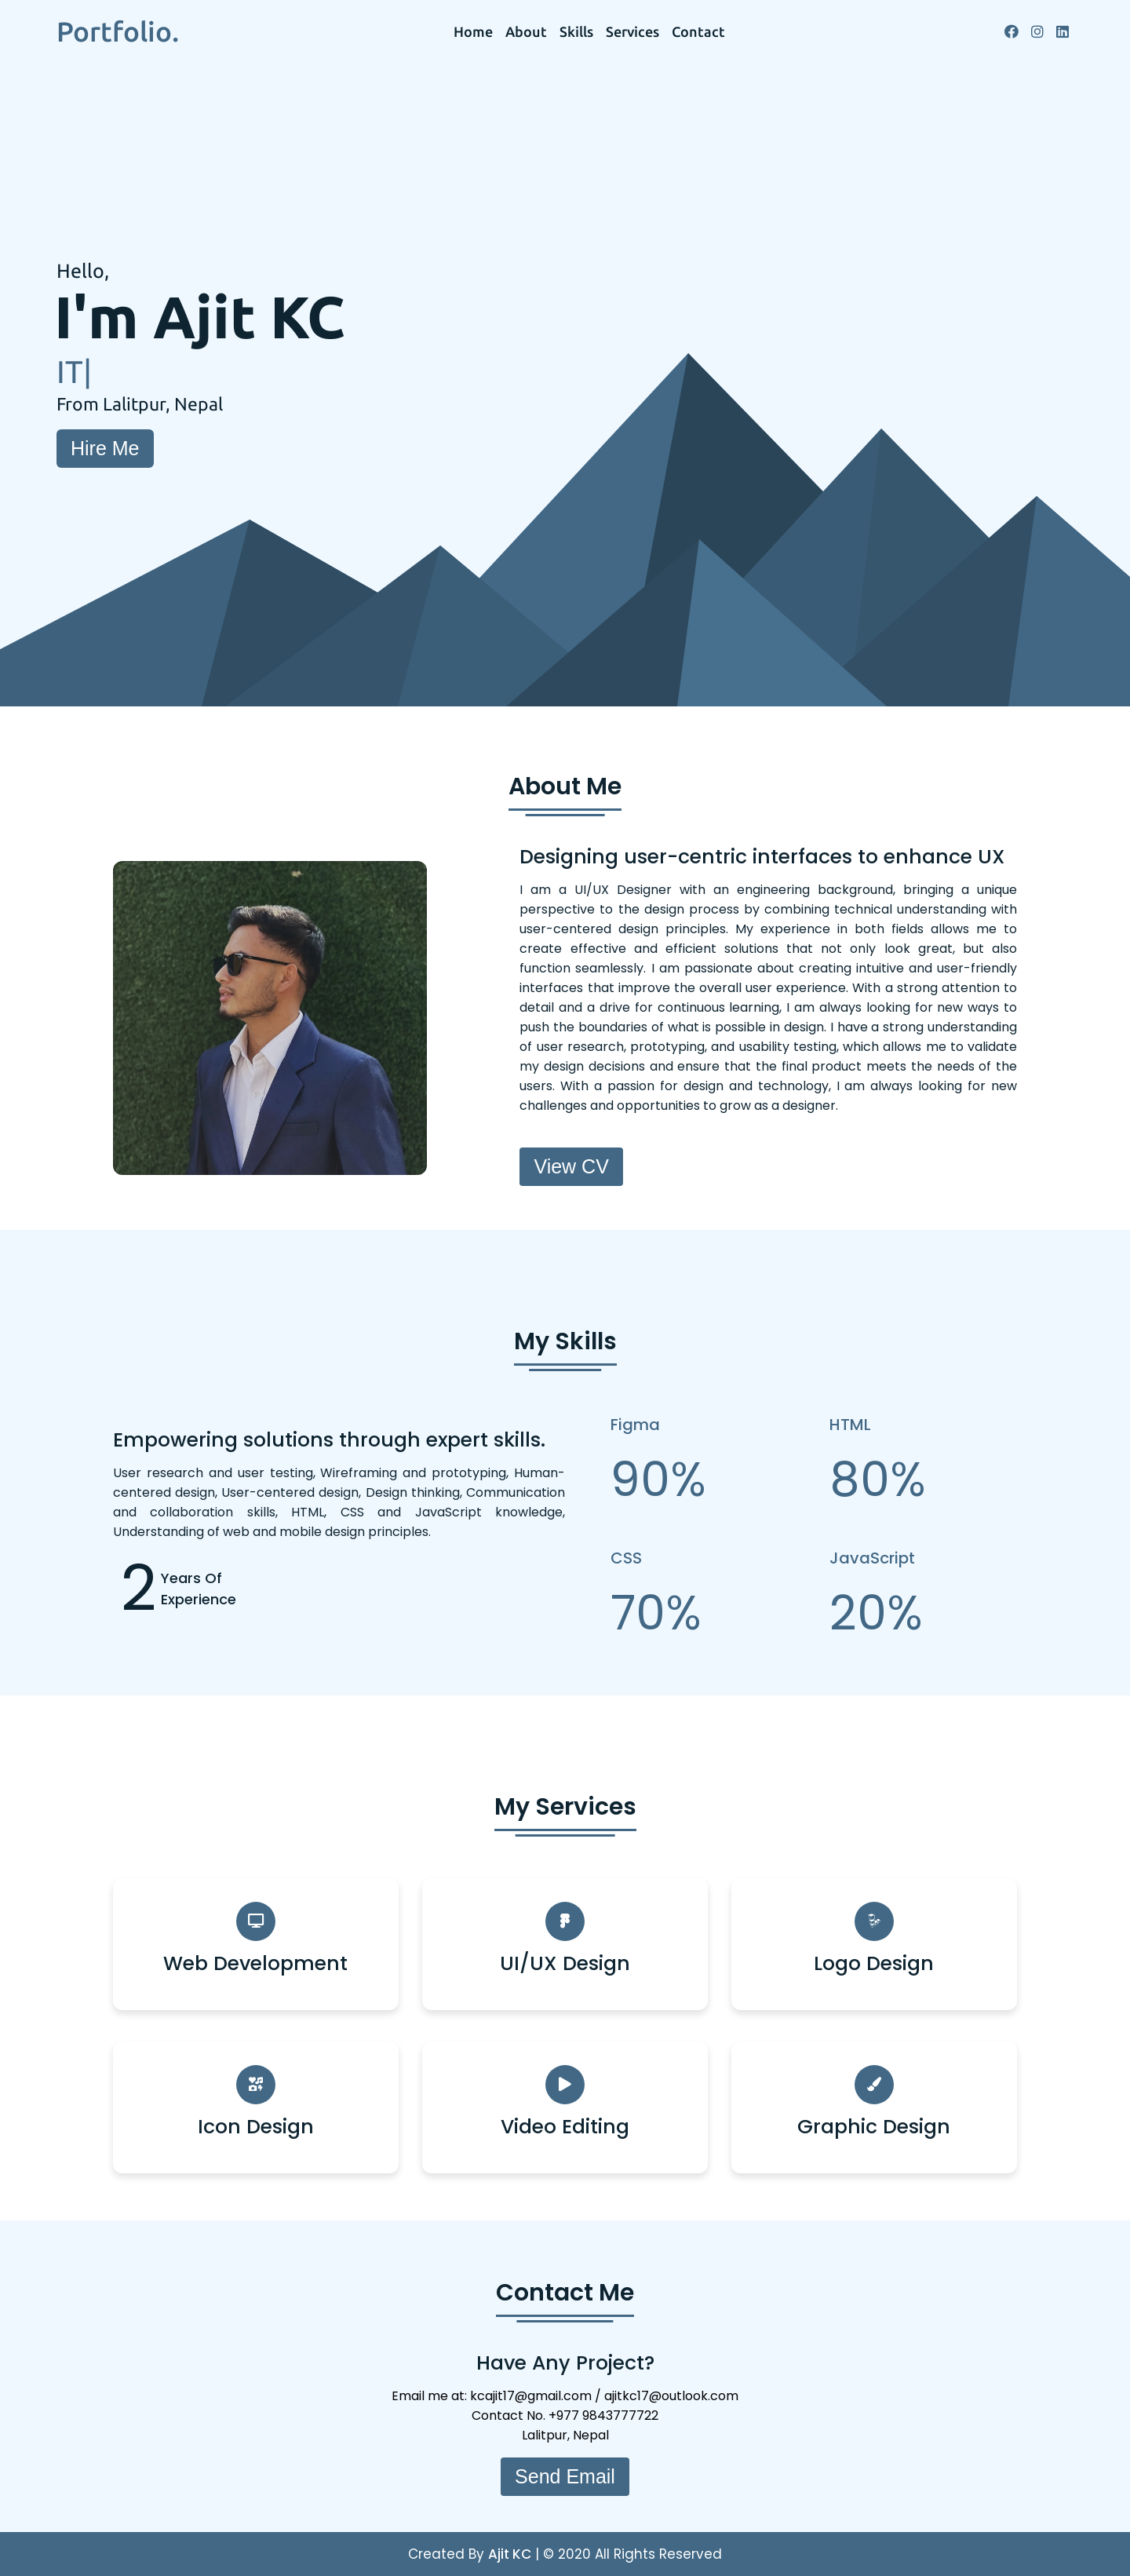 Portfolio.
Home About Skills Services Contact
Hello,
I'm Ajit KC
IT|
From Lalitpur, Nepal
Hire Me
About Me
Designing user-centric interfaces to enhance UX
I am a UI/UX Designer with an engineering background, bringing a unique
perspective to the design process by combining technical understanding with
user-centered design principles. My experience in both fields allows me to
create effective and efficient solutions that not only look great, but also
function seamlessly. I am passionate about creating intuitive and user-friendly
interfaces that improve the overall user experience. With a strong attention to
detail and a drive for continuous learning, I am always looking for new ways to
push the boundaries of what is possible in design. I have a strong understanding
of user research, prototyping, and usability testing, which allows me to validate
my design decisions and ensure that the final product meets the needs of the
users. With a passion for design and technology, I am always looking for new
challenges and opportunities to grow as a designer.
View CV
My Skills
Empowering solutions through expert skills.
User research and user testing, Wireframing and prototyping, Human-
centered design, User-centered design, Design thinking, Communication
and collaboration skills, HTML, CSS and JavaScript knowledge,
Understanding of web and mobile design principles.
2 Years Of
Experience
Figma
90%
HTML
80%
CSS
70%
JavaScript
20%
My Services
Web Development
UI/UX Design
Logo Design
Icon Design
Video Editing
Graphic Design
Contact Me
Have Any Project?
Email me at: kcajit17@gmail.com / ajitkc17@outlook.com
Contact No. +977 9843777722
Lalitpur, Nepal
Send Email
Created By Ajit KC | © 2020 All Rights Reserved